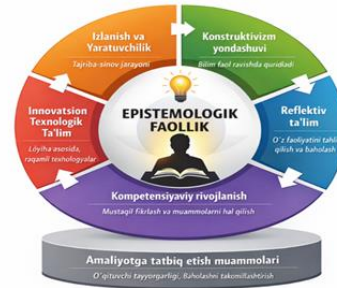 Izlanish va
Yaratuvchilik
Tajriba-sinov jarayoni
Konstruktivizm
yondashuvi
Bilim faol ravishda quriladi
Innovatsion
Texnologik
Ta'lim
Loyiha asosida,
raqamli texnologiyalar
EPISTEMOLOGIK
FAOLLIK
Reflektiv
ta'lim
O'z faoliyatini tahlil
qilish va baholash
Kompetensiyaviy rivojlanish
Mustaqil fikrlash va muammolarni hal qilish
Amaliyotga tatbiq etish muammolari
O'qituvchi tayyorgarligi, Baholashni takomillashtirish